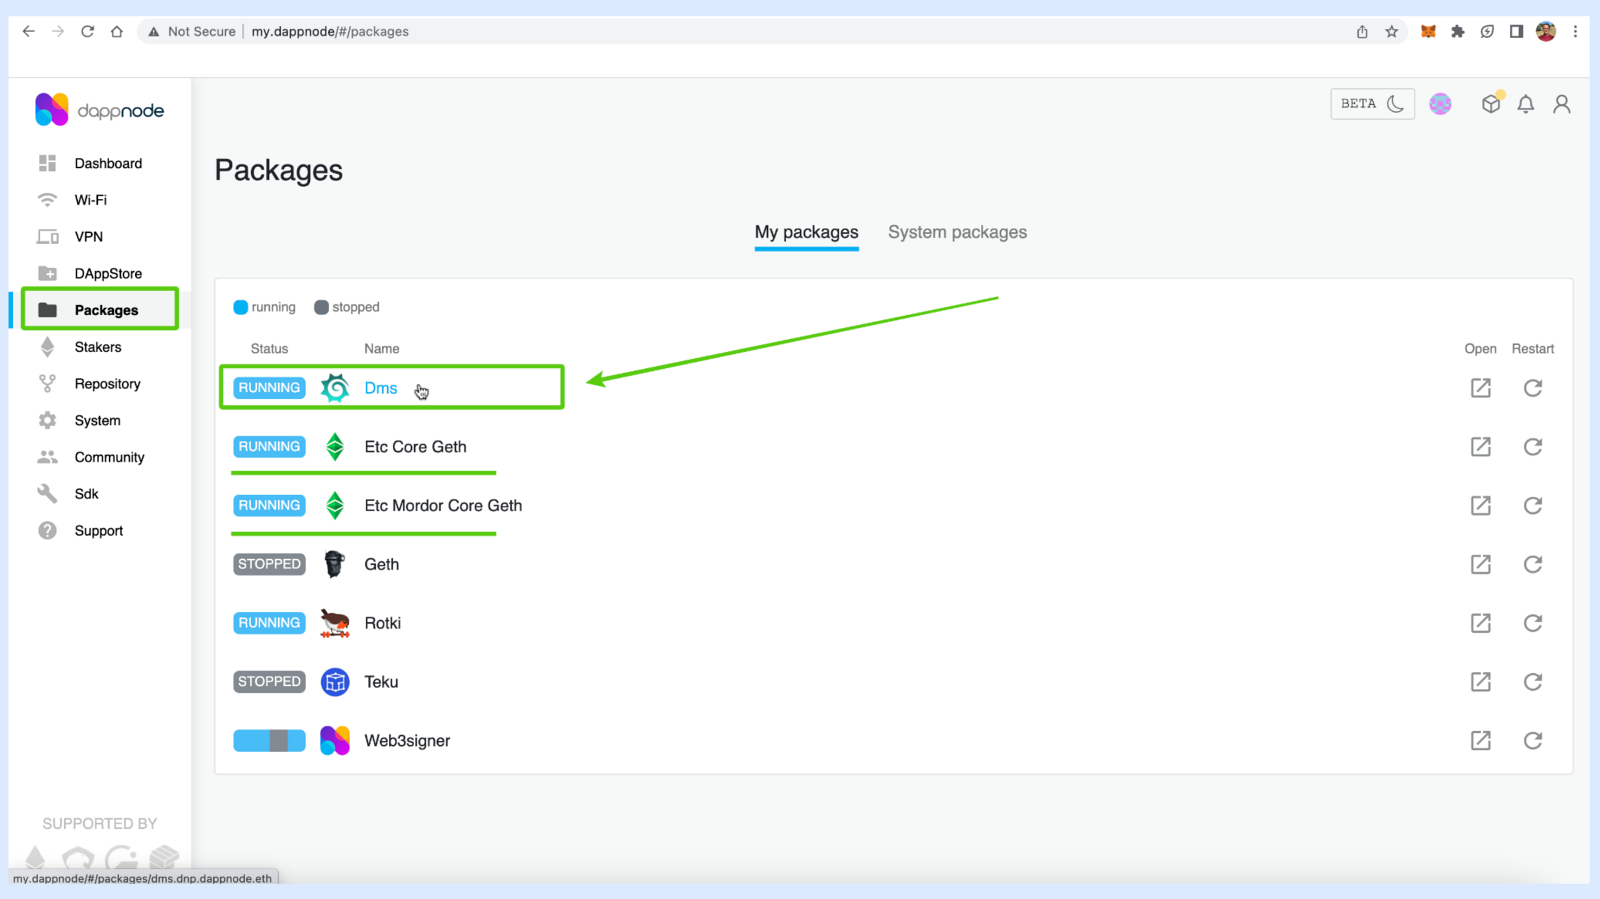 Not Secure | my.dappnode/#/packages
dappnode
BETA
Dashboard
Wi-Fi
VPN
DAppStore
Packages
Stakers
Repository
System
Community
Sdk
Support
SUPPORTED BY
my.dappnode/#/packages/dms.dnp.dappnode.eth
Packages
My packages System packages
running stopped
Status Name Open Restart
RUNNING Dms
RUNNING Etc Core Geth
RUNNING Etc Mordor Core Geth
STOPPED Geth
RUNNING Rotki
STOPPED Teku
Web3signer